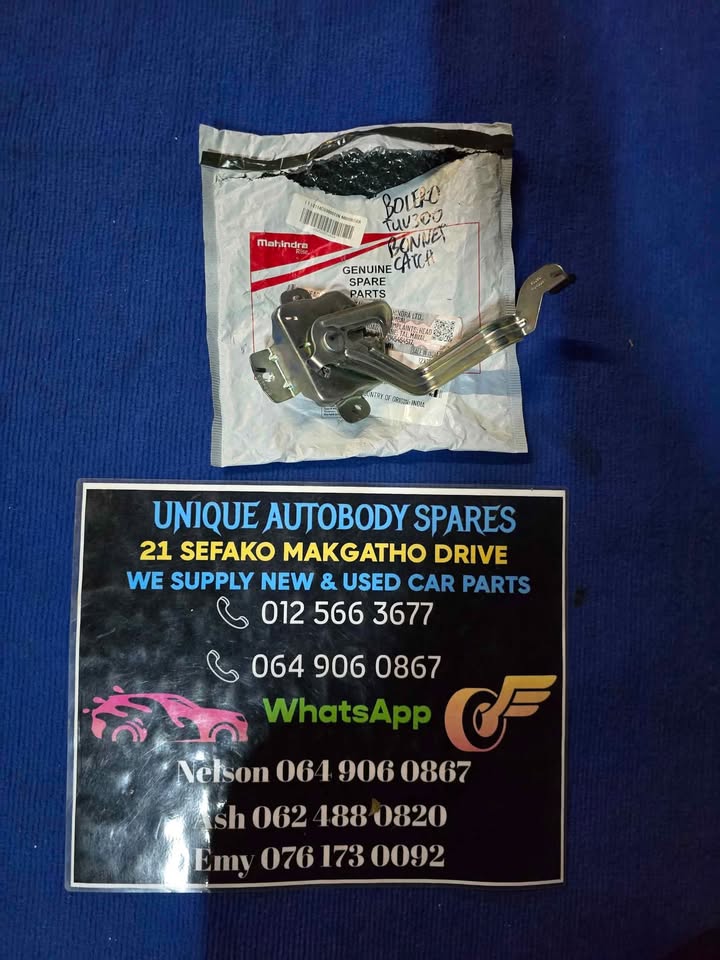 BOLERO
TUV300
BONNET
CATCH
Mahindra
Rise.
GENUINE
SPARE
PARTS
COUNTRY OF ORIGIN: INDIA
UNIQUE AUTOBODY SPARES
21 SEFAKO MAKGATHO DRIVE
WE SUPPLY NEW & USED CAR PARTS
012 566 3677
064 906 0867
WhatsApp
Nelson 064 906 0867
Ash 062 488 0820
Emy 076 173 0092